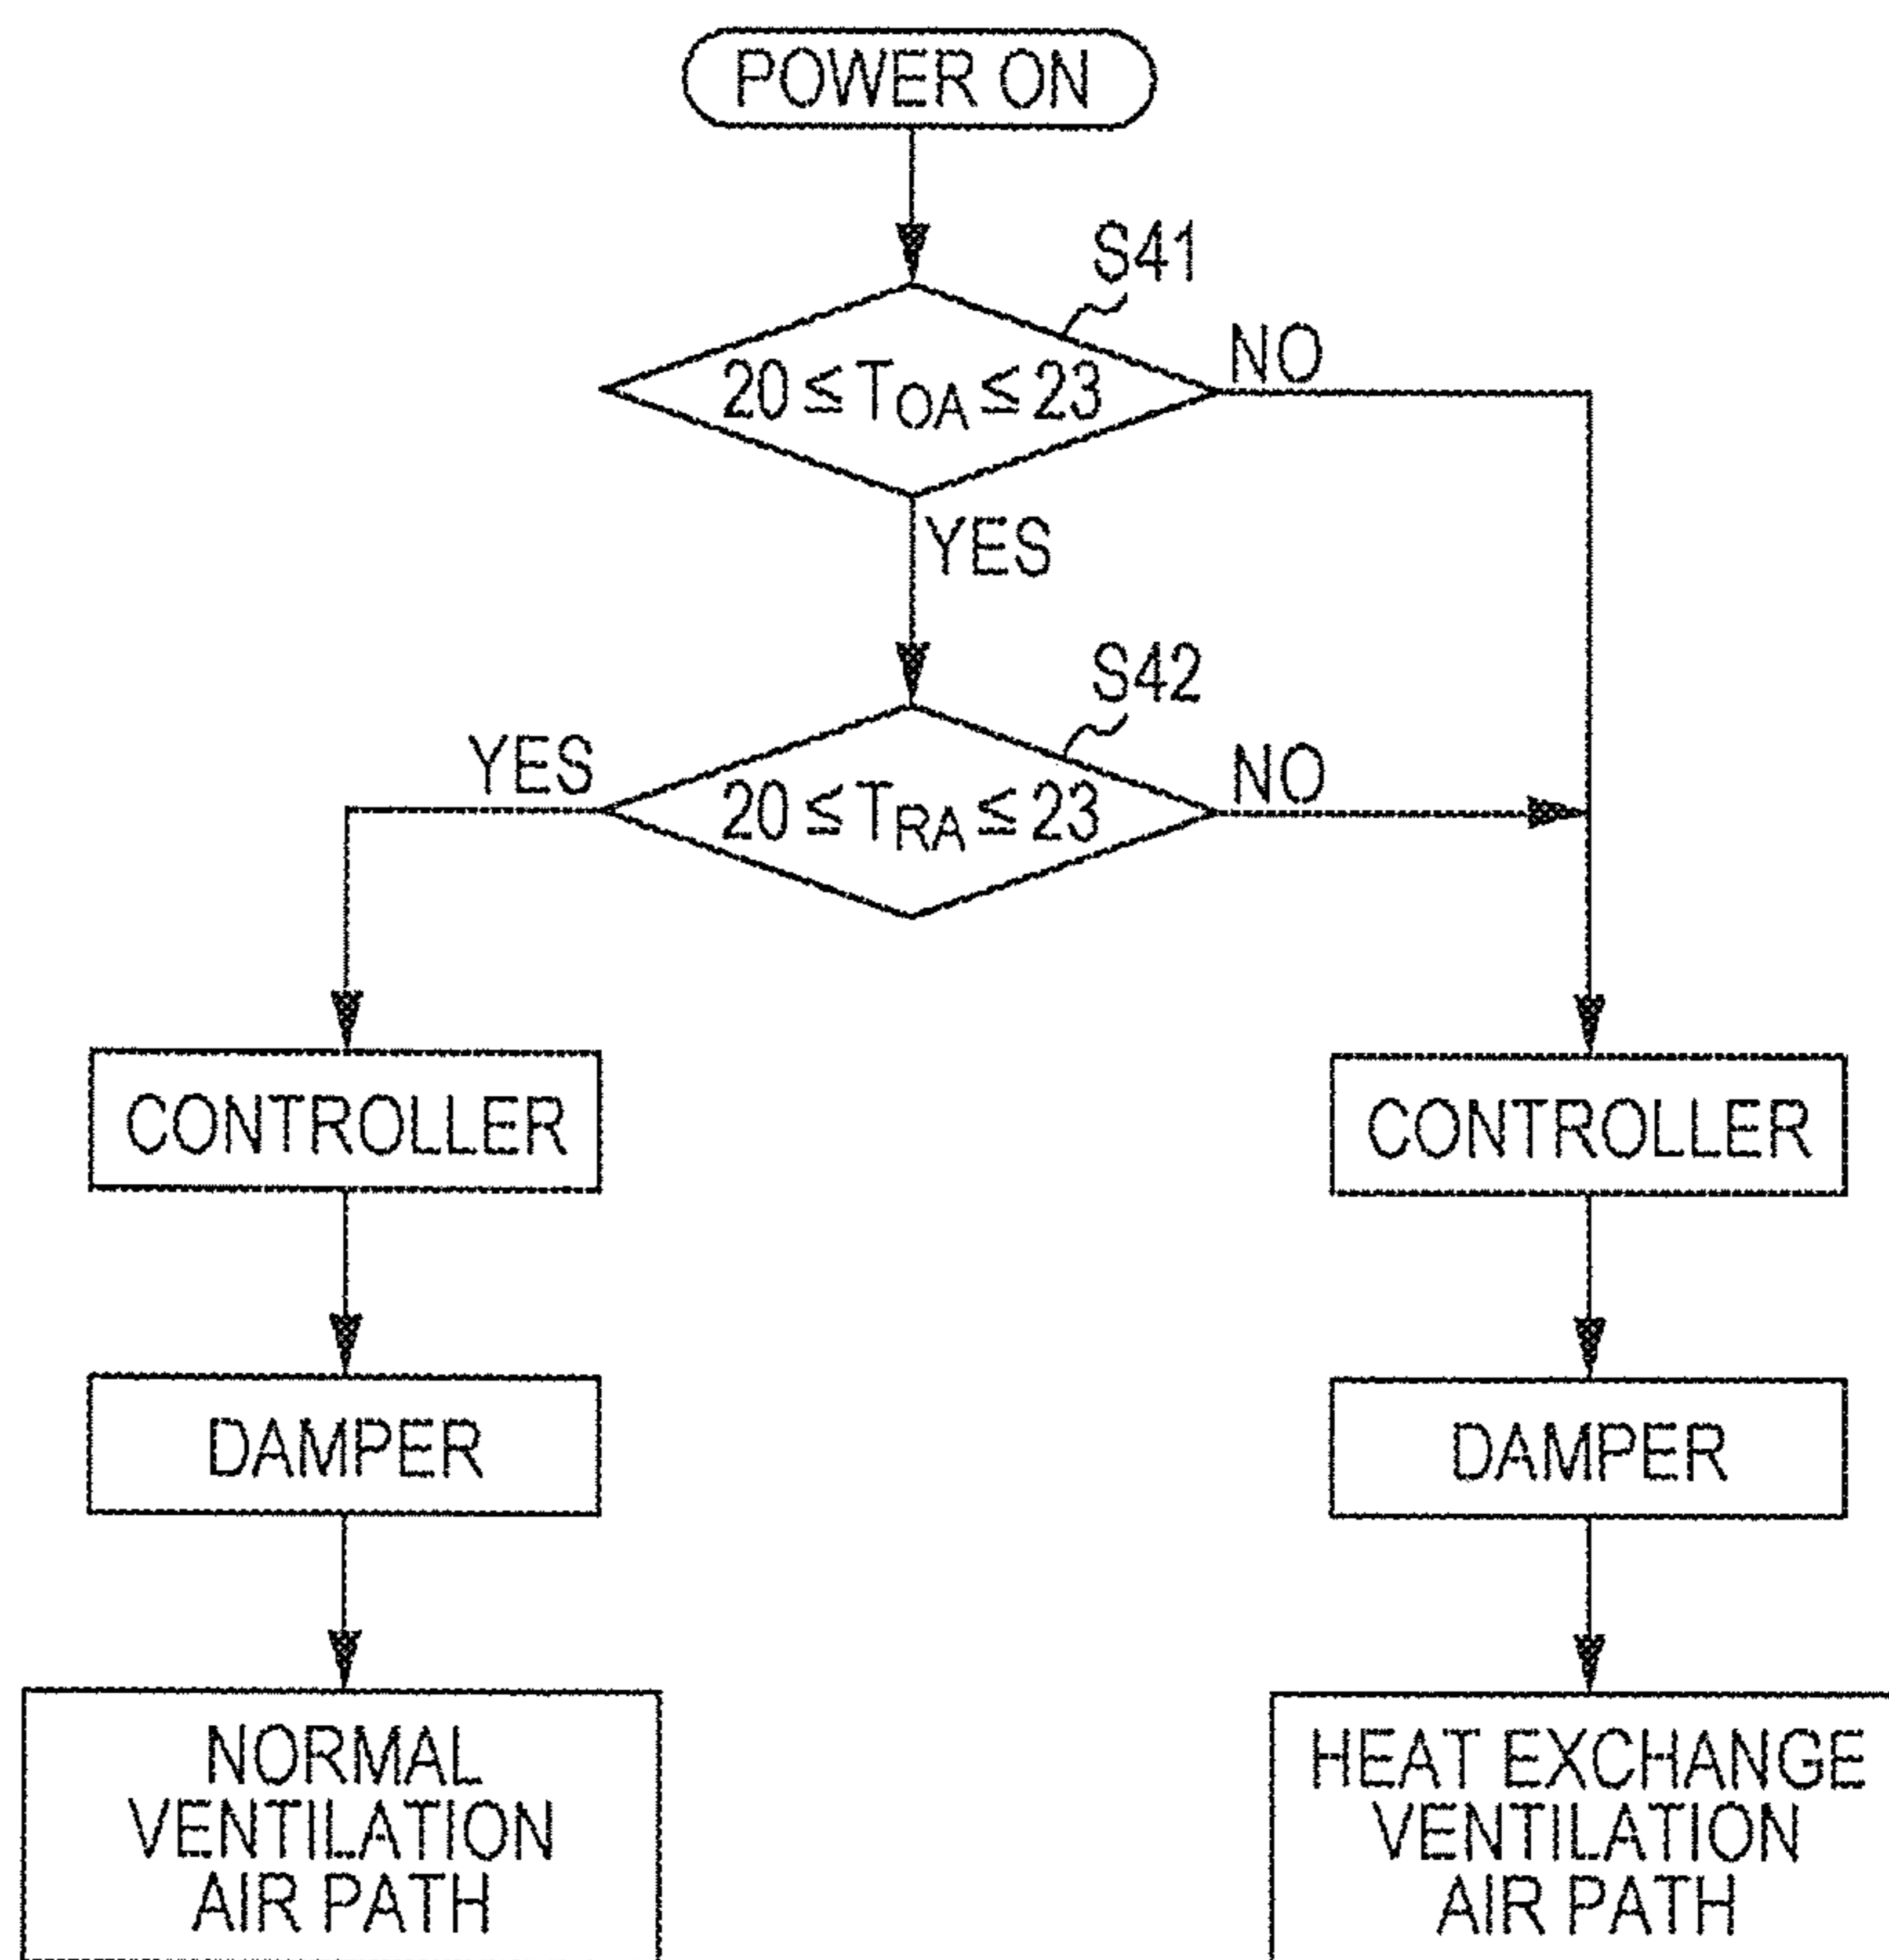 POWER ON
S41
20 ≦ TOA ≦ 23
NO
YES
S42
YES
20 ≦ TRA ≦ 23
NO
CONTROLLER
CONTROLLER
DAMPER
DAMPER
NORMAL
VENTILATION
AIR PATH
HEAT EXCHANGE
VENTILATION
AIR PATH